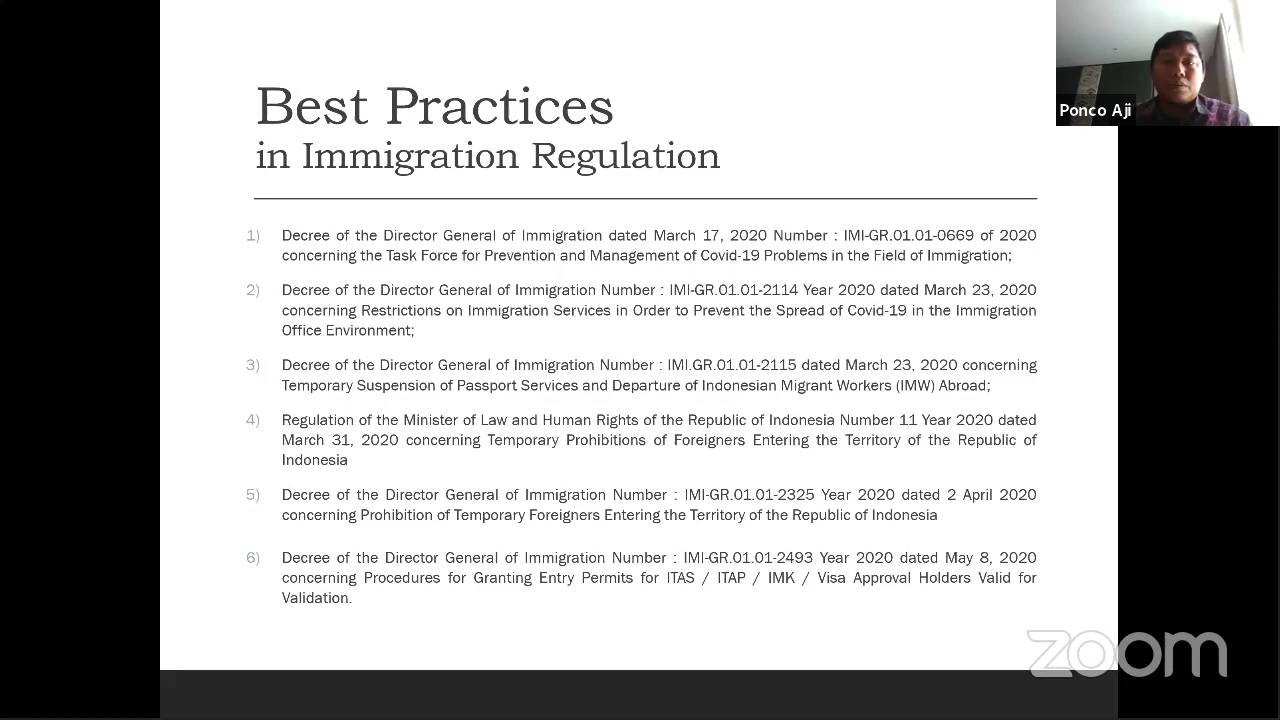 Best Practices
in Immigration Regulation
Ponco Aji
1) Decree of the Director General of Immigration dated March 17, 2020 Number : IMI-GR.01.01-0669 of 2020
concerning the Task Force for Prevention and Management of Covid-19 Problems in the Field of Immigration;
2) Decree of the Director General of Immigration Number : IMI-GR.01.01-2114 Year 2020 dated March 23, 2020
concerning Restrictions on Immigration Services in Order to Prevent the Spread of Covid-19 in the Immigration
Office Environment;
3) Decree of the Director General of Immigration Number : IMI.GR.01.01-2115 dated March 23, 2020 concerning
Temporary Suspension of Passport Services and Departure of Indonesian Migrant Workers (IMW) Abroad;
4) Regulation of the Minister of Law and Human Rights of the Republic of Indonesia Number 11 Year 2020 dated
March 31, 2020 concerning Temporary Prohibitions of Foreigners Entering the Territory of the Republic of
Indonesia
5) Decree of the Director General of Immigration Number : IMI-GR.01.01-2325 Year 2020 dated 2 April 2020
concerning Prohibition of Temporary Foreigners Entering the Territory of the Republic of Indonesia
6) Decree of the Director General of Immigration Number : IMI-GR.01.01-2493 Year 2020 dated May 8, 2020
concerning Procedures for Granting Entry Permits for ITAS / ITAP / IMK / Visa Approval Holders Valid for
Validation.
zoom